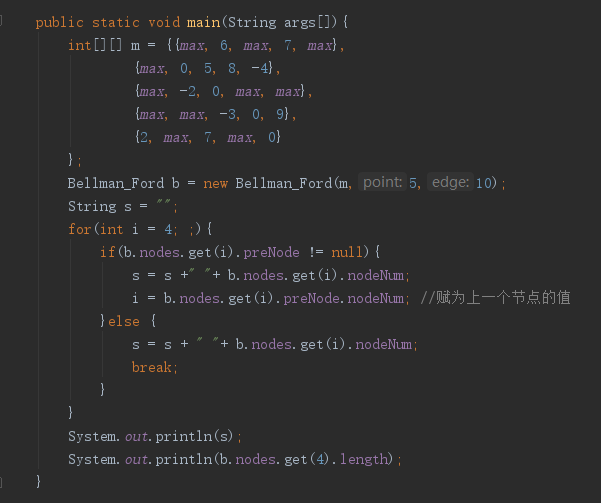 public static void main(String args[]){
int[][] m = {{max, 6, max, 7, max},
{max, 0, 5, 8, -4},
{max, -2, 0, max, max},
{max, max, -3, 0, 9},
{2, max, 7, max, 0}
};
Bellman_Ford b = new Bellman_Ford(m, point: 5, edge: 10);
String s = "";
for(int i = 4; ;){
if(b.nodes.get(i).preNode != null){
s = s +" "+ b.nodes.get(i).nodeNum;
i = b.nodes.get(i).preNode.nodeNum; //赋为上一个节点的值
}else {
s = s + " "+ b.nodes.get(i).nodeNum;
break;
}
}
System.out.println(s);
System.out.println(b.nodes.get(4).length);
}